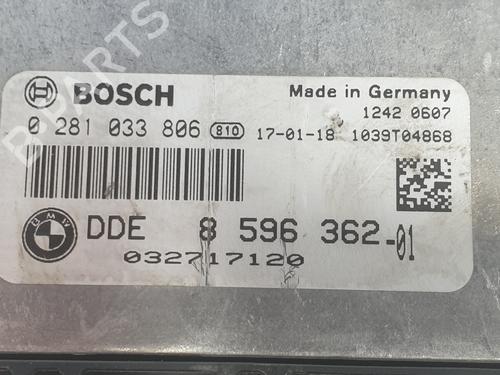 BOSCH Made in Germany
1242 0607
0 281 033 806 810 17-01-18 1039T04868
BMW DDE 8 596 362-01
032717120
B-PARTS